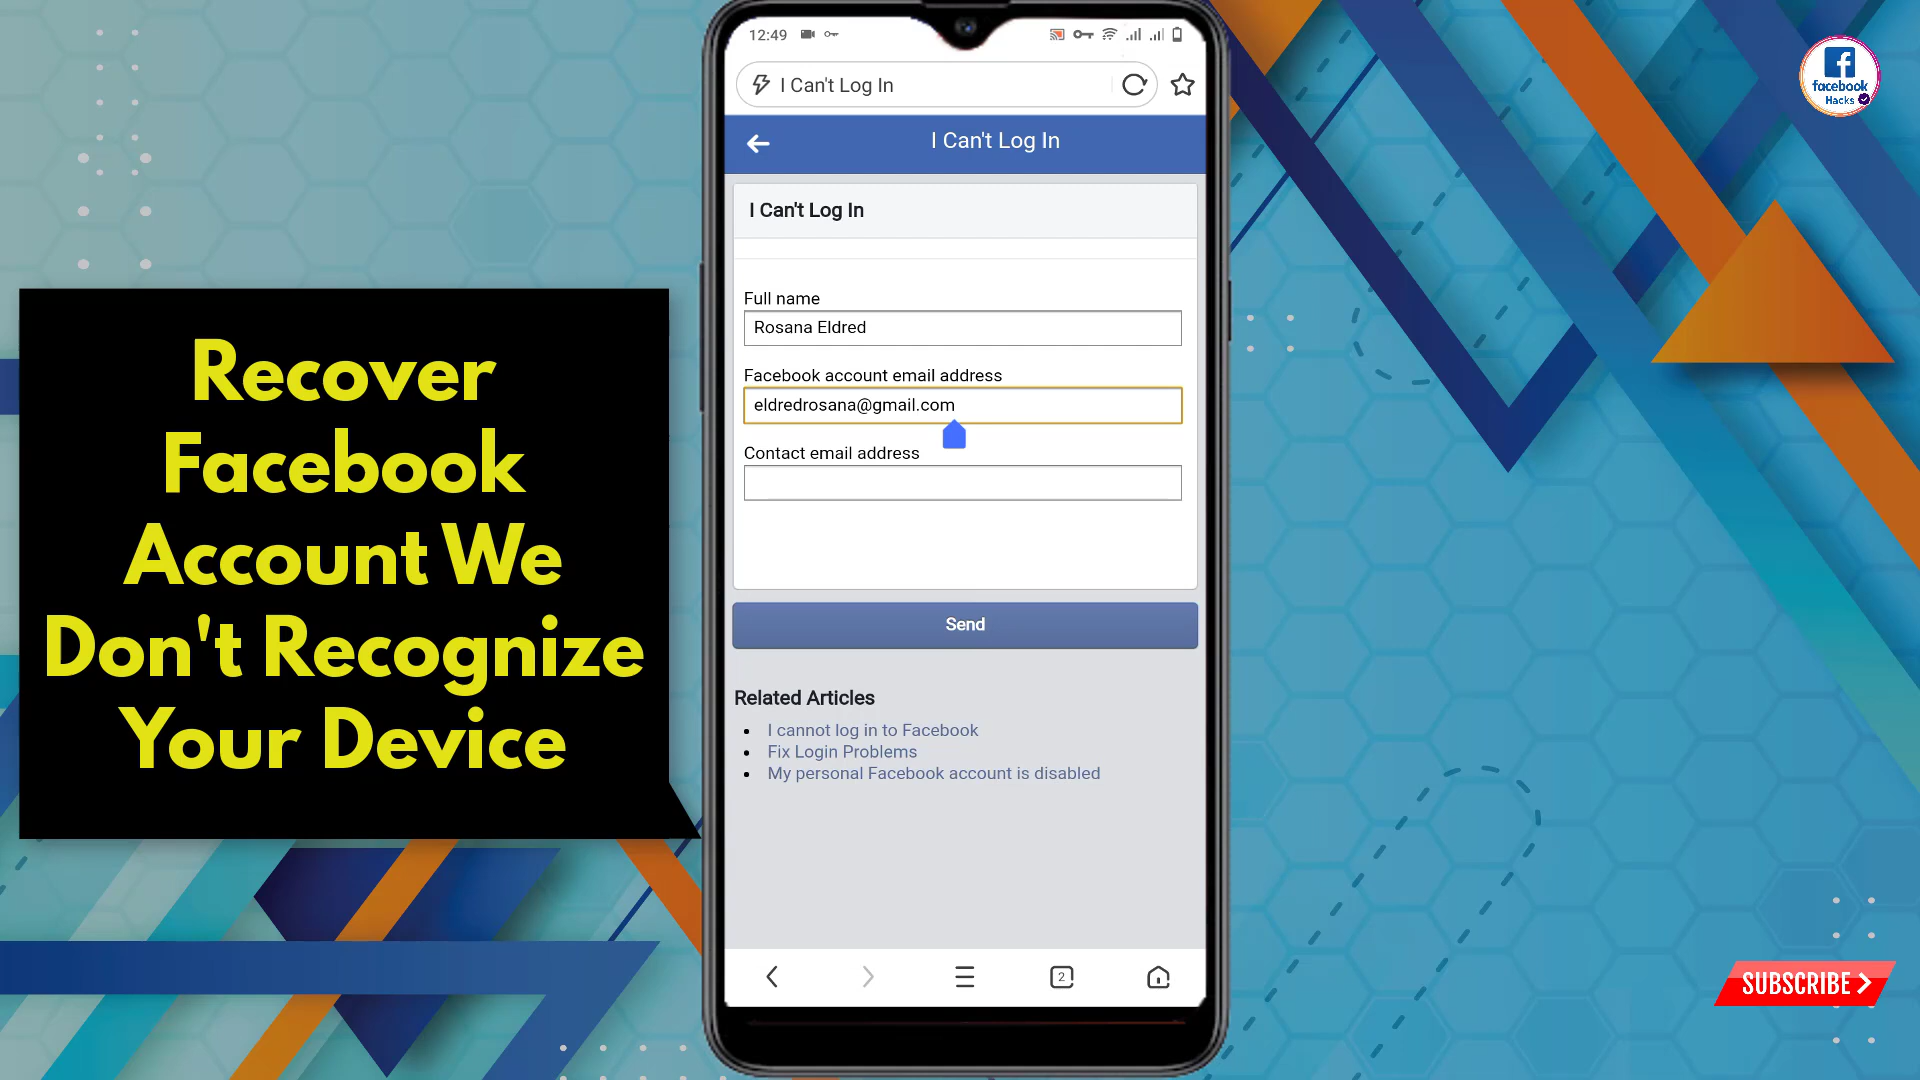 Recover
Facebook
Account We
Don't Recognize
Your Device
12:49
I Can't Log In
I Can't Log In
I Can't Log In
Full name
Rosana Eldred
Facebook account email address
eldredrosana@gmail.com
Contact email address
Send
Related Articles
I cannot log in to Facebook
Fix Login Problems
My personal Facebook account is disabled
2
facebook
Hacks
SUBSCRIBE